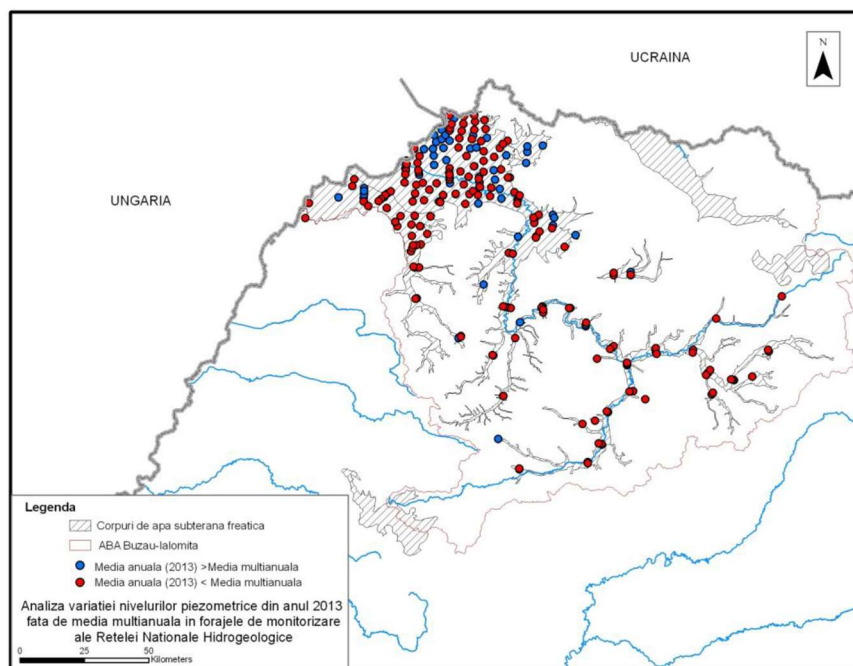 UCRAINA
N
UNGARIA
Legenda
Corpuri de apa subterana freatica
ABA Buzau-Ialomita
Media anuala (2013) >Media multianuala
Media anuala (2013) < Media multianuala
Analiza variatiei nivelurilor piezometrice din anul 2013
fata de media multianuala in forajele de monitorizare
ale Retelei Nationale Hidrogeologice
0 25 50
Kilometers